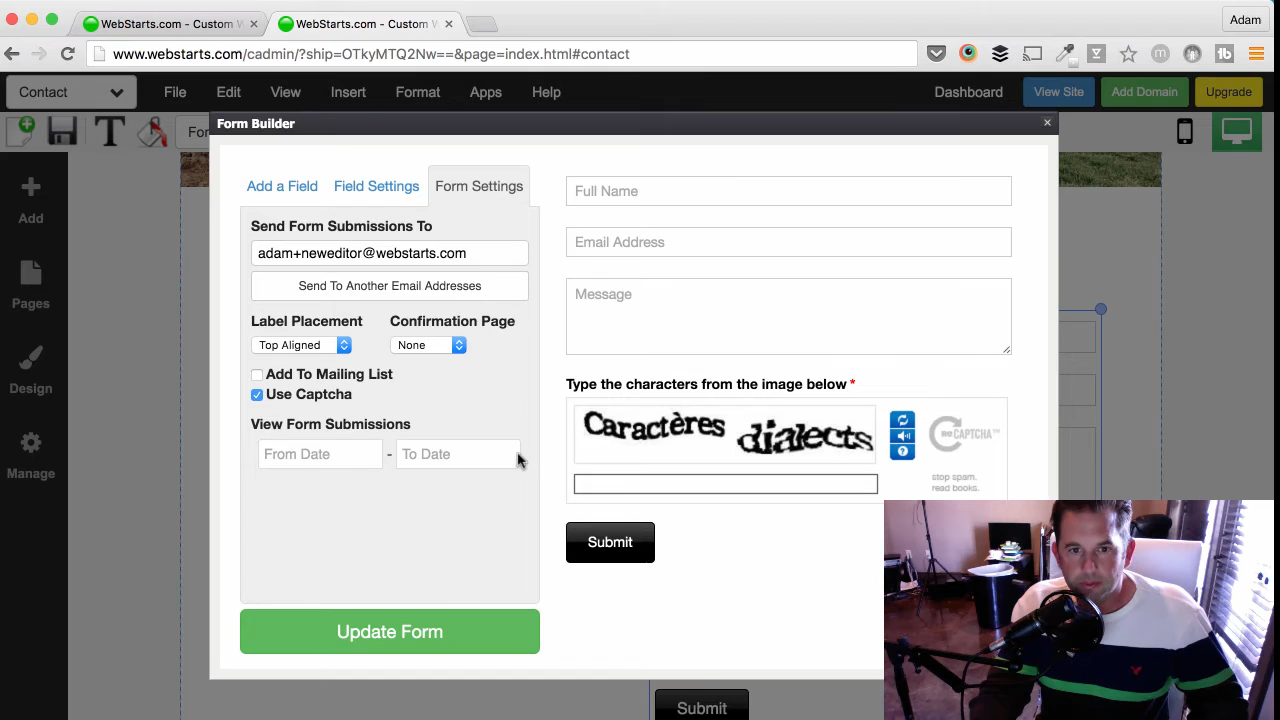 WebStarts.com - Custom W
WebStarts.com - Custom W
Adam
www.webstarts.com/cadmin/?ship=OTkyMTQ2Nw==&page=index.html#contact
Contact
File
Edit
View
Insert
Format
Apps
Help
Dashboard
View Site
Add Domain
Upgrade
Form Builder
Add
Pages
Design
Manage
Add a Field
Field Settings
Form Settings
Send Form Submissions To
adam+neweditor@webstarts.com
Send To Another Email Addresses
Label Placement
Confirmation Page
Top Aligned
None
Add To Mailing List
Use Captcha
View Form Submissions
From Date
-
To Date
Update Form
Full Name
Email Address
Message
Type the characters from the image below *
Caractères dialects
reCAPTCHA™
stop spam.
read books.
Submit
Submit